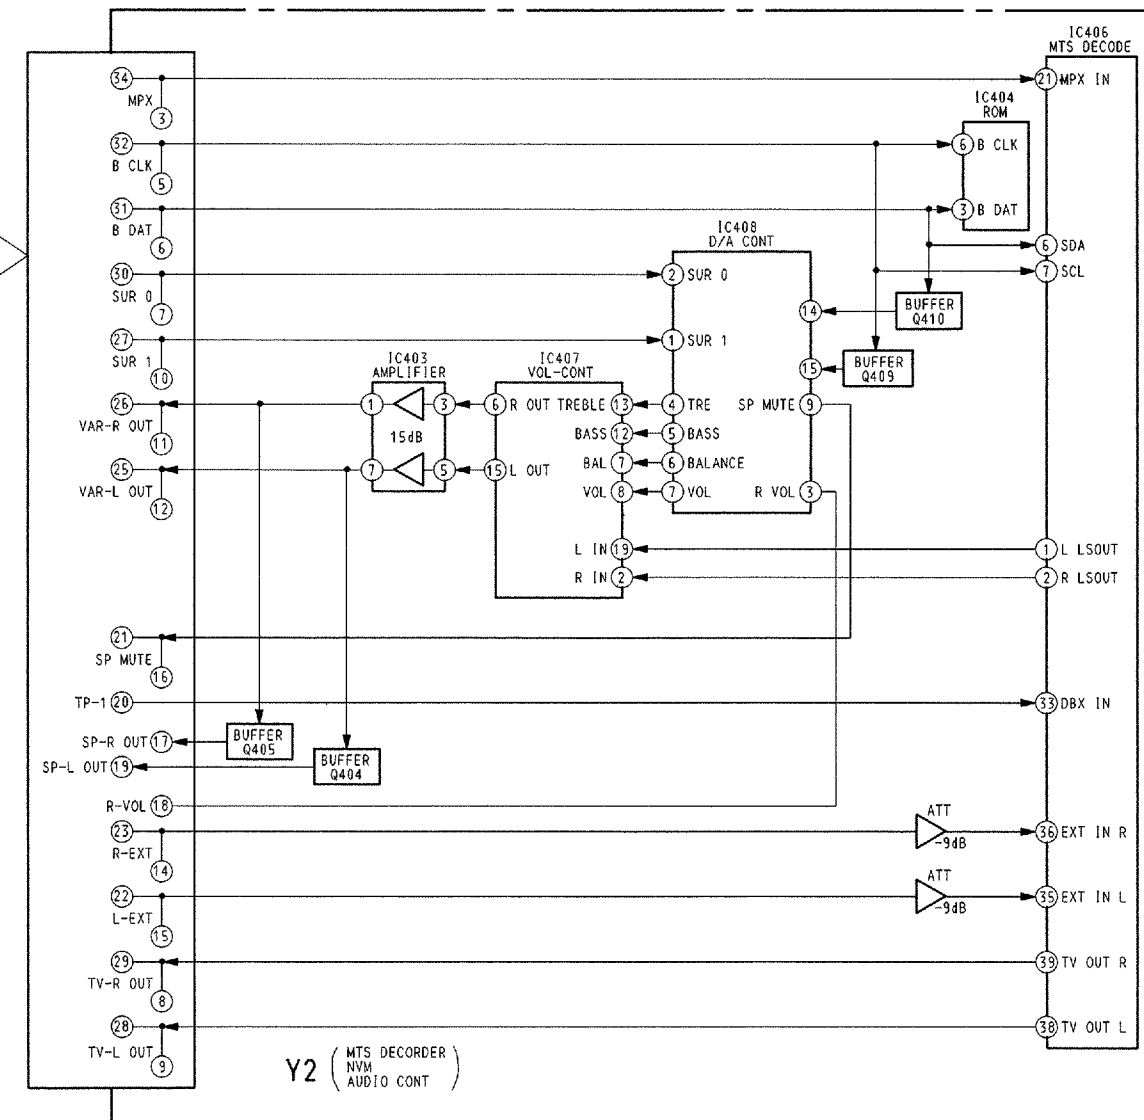 IC406
MTS DECODE
34
21 MPX IN
MPX
3
IC404
ROM
32
6 B CLK
B CLK
5
31
3 B DAT
B DAT
6
IC408
D/A CONT
6 SDA
7 SCL
30
2 SUR 0
SUR 0
7
BUFFER
Q410
14
27
1 SUR 1
SUR 1
10
BUFFER
Q409
15
IC403
AMPLIFIER
IC407
VOL-CONT
26
1
3
6 R OUT TREBLE 13
4 TRE
SP MUTE 9
VAR-R OUT
11
15dB
BASS 12
5 BASS
25
7
5
15 L OUT
BAL 7
6 BALANCE
VAR-L OUT
12
VOL 8
7 VOL
R VOL 3
L IN 19
1 L LSOUT
R IN 2
2 R LSOUT
21
SP MUTE
16
TP-1 20
33 DBX IN
SP-R OUT 17
BUFFER
Q405
SP-L OUT 19
BUFFER
Q404
R-VOL 18
23
ATT
-9dB
36 EXT IN R
R-EXT
14
22
ATT
-9dB
35 EXT IN L
L-EXT
15
29
39 TV OUT R
TV-R OUT
8
28
38 TV OUT L
TV-L OUT
9
Y2
MTS DECORDER
NVM
AUDIO CONT